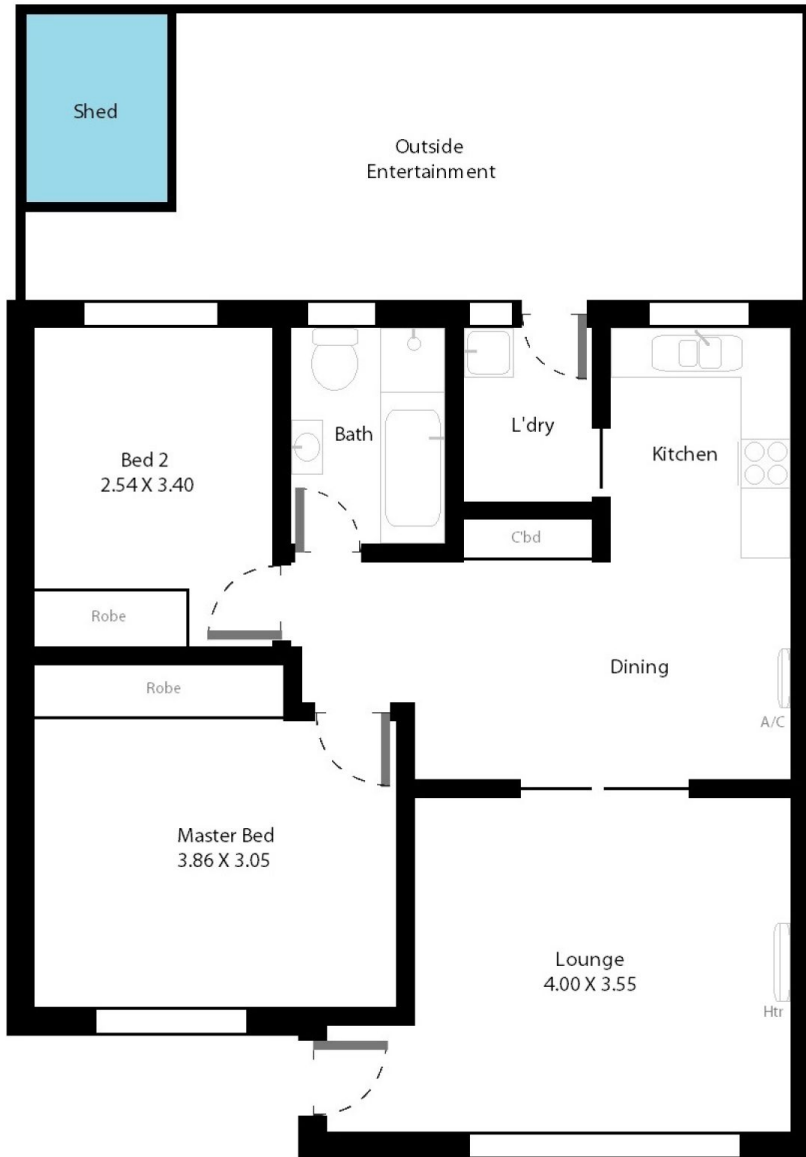 Shed
Outside
Entertainment
Bed 2
2.54 X 3.40
Bath
L'dry
Kitchen
C'bd
Robe
Robe
Dining
A/C
Master Bed
3.86 X 3.05
Lounge
4.00 X 3.55
Htr